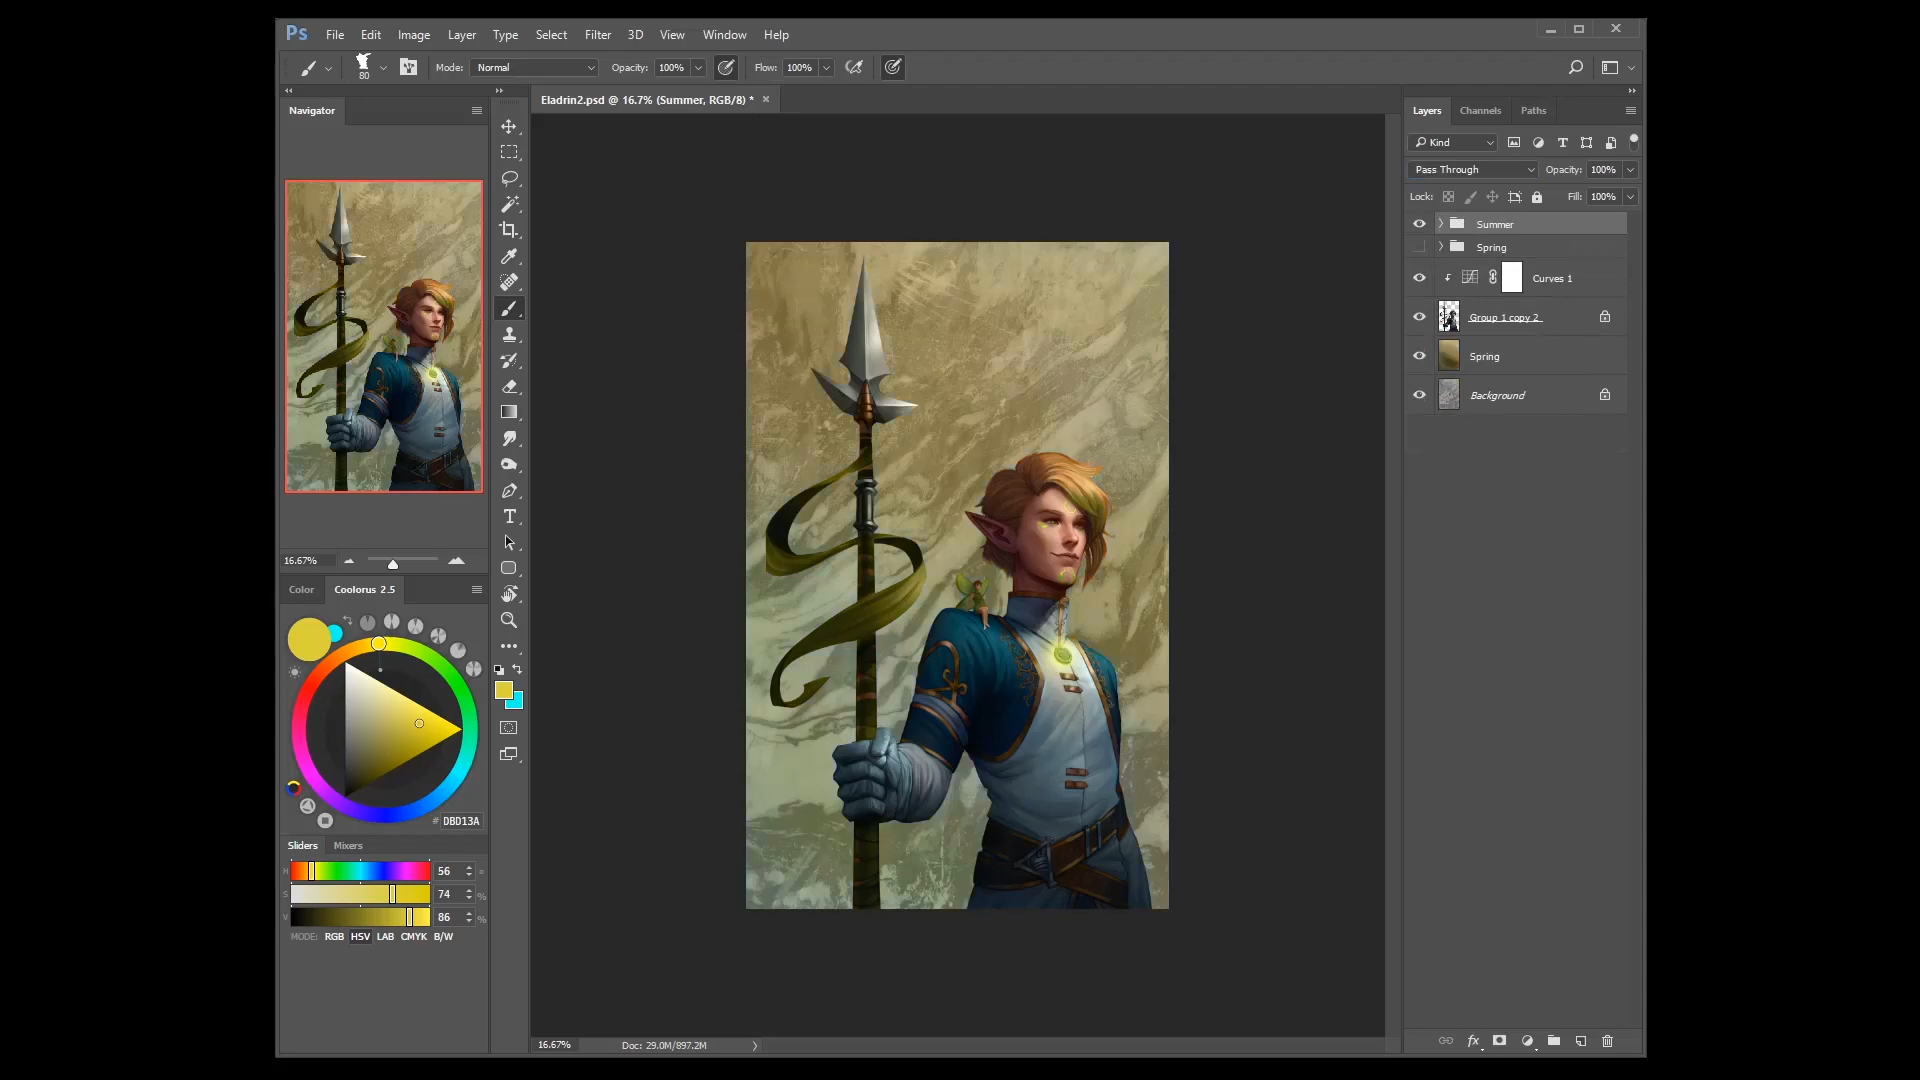 Ps File Edit Image Layer Type Select Filter 3D View Window Help
80 Mode: Normal Opacity: 100% Flow: 100%
Navigator
Eladrin2.psd @ 16.7% (Summer, RGB/8) *
Layers Channels Paths
Kind
Pass Through Opacity: 100%
Lock: Fill: 100%
Summer
Spring
Curves 1
Group 1 copy 2
Spring
Background
16.67%
Color Coolorus 2.5
# DBD13A
Sliders Mixers
H 56
S 74 %
V 86 %
MODE: RGB HSV LAB CMYK B/W
16.67% Doc: 29.0M/897.2M